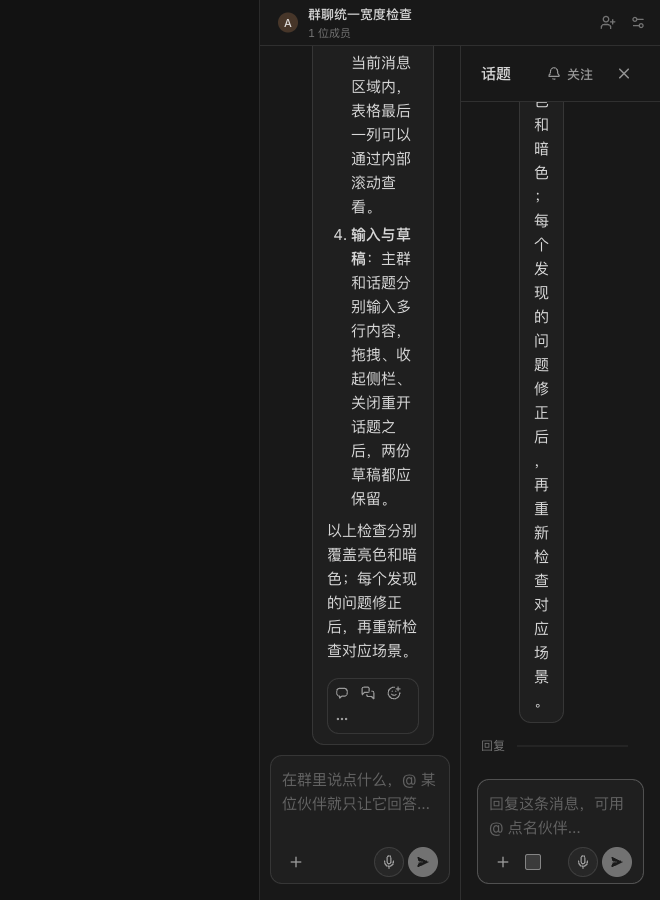 群聊统一宽度检查
1 位成员
A
当前消息
区域内，
表格最后
一列可以
通过内部
滚动查
看。
4. 输入与草
稿：主群
和话题分
别输入多
行内容，
拖拽、收
起侧栏、
关闭重开
话题之
后，两份
草稿都应
保留。
以上检查分别
覆盖亮色和暗
色；每个发现
的问题修正
后，再重新检
查对应场景。
在群里说点什么，@ 某
位伙伴就只让它回答...
话题
关注
和
暗
色
；
每
个
发
现
的
问
题
修
正
后
，
再
重
新
检
查
对
应
场
景
。
回复
回复这条消息，可用
@ 点名伙伴...